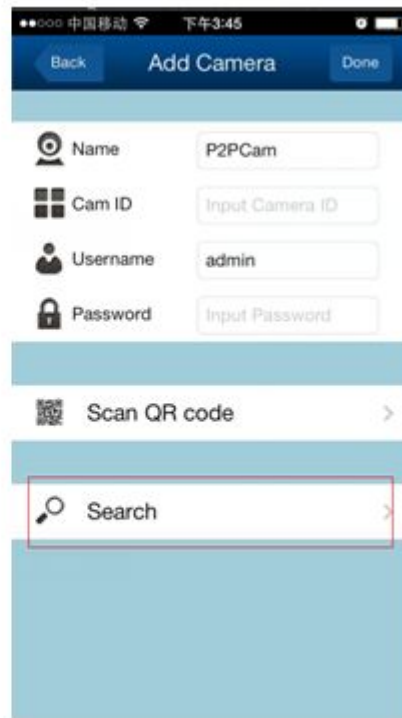 中国移动 下午3:45
Back Add Camera Done
Name P2PCam
Cam ID Input Camera ID
Username admin
Password Input Password
Scan QR code
Search